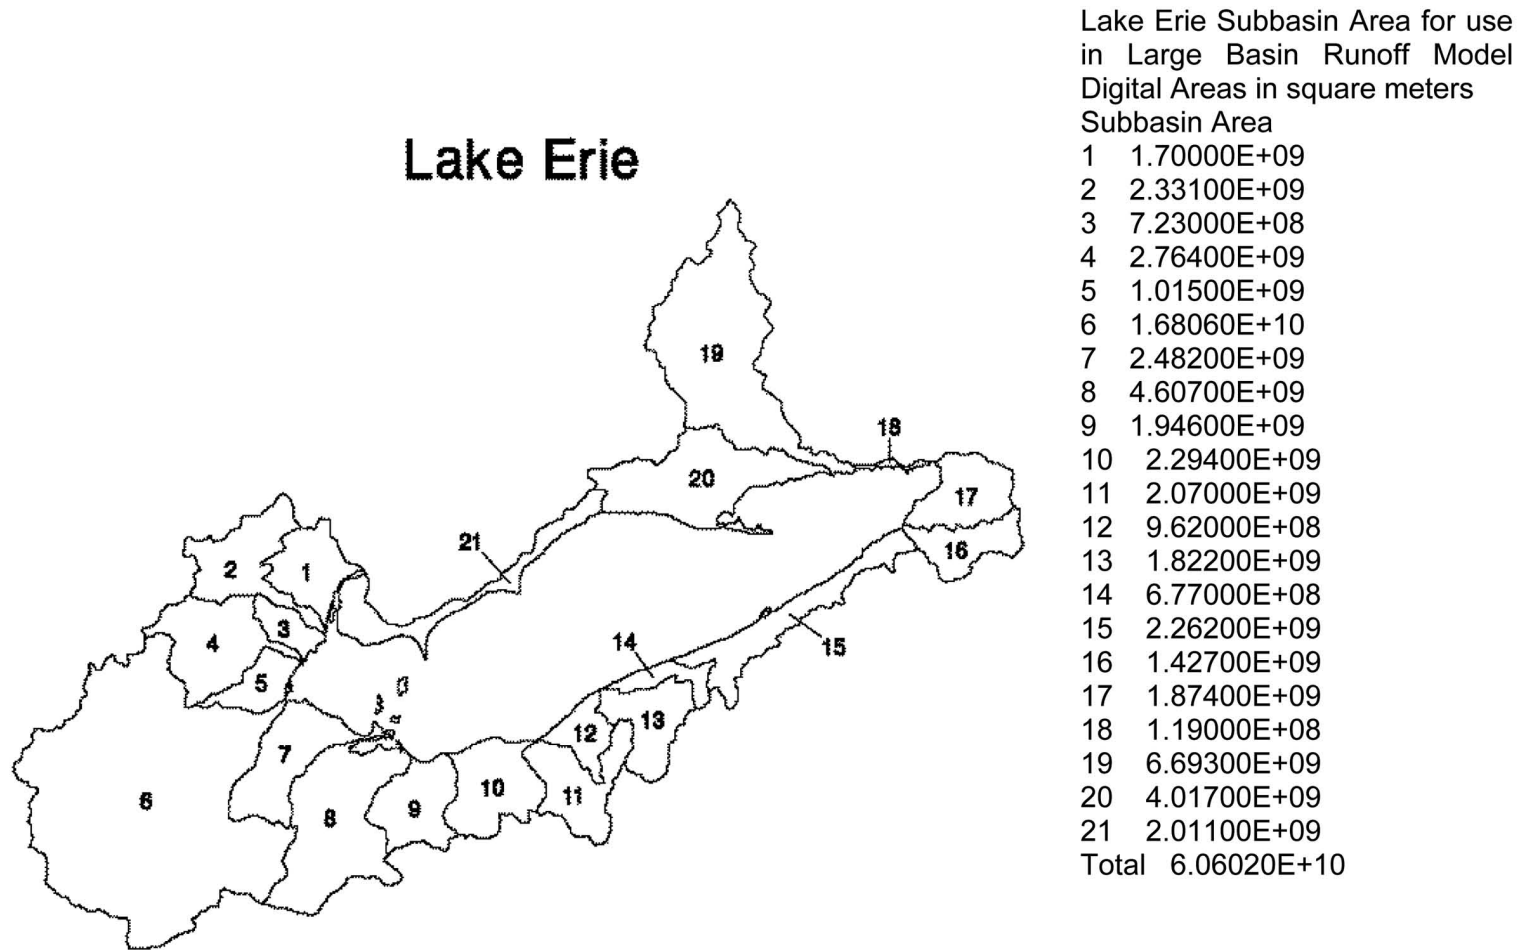 Lake Erie
19
18
20
17
21
16
2
1
3
4
14
15
5
13
12
7
10
6
11
9
8
Lake Erie Subbasin Area for use
in Large Basin Runoff Model
Digital Areas in square meters
Subbasin Area
1 1.70000E+09
2 2.33100E+09
3 7.23000E+08
4 2.76400E+09
5 1.01500E+09
6 1.68060E+10
7 2.48200E+09
8 4.60700E+09
9 1.94600E+09
10 2.29400E+09
11 2.07000E+09
12 9.62000E+08
13 1.82200E+09
14 6.77000E+08
15 2.26200E+09
16 1.42700E+09
17 1.87400E+09
18 1.19000E+08
19 6.69300E+09
20 4.01700E+09
21 2.01100E+09
Total 6.06020E+10